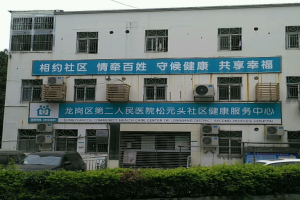 相约社区 情牵百姓 守候健康 共享幸福
龙岗区第二人民医院松元头社区健康服务中心